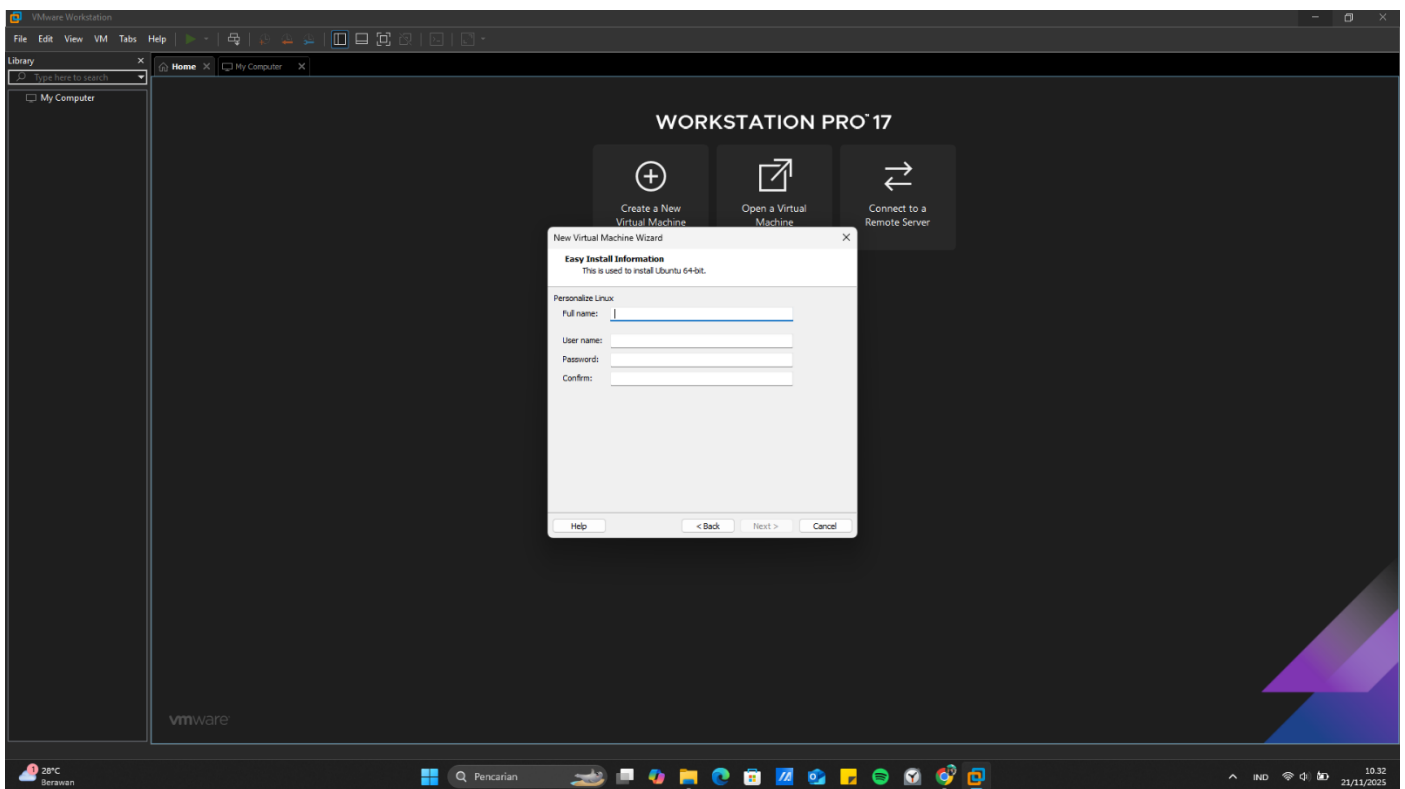 VMware Workstation
File Edit View VM Tabs Help
Library
Type here to search
My Computer
Home
My Computer
WORKSTATION PRO™ 17
Create a New
Virtual Machine
Open a Virtual
Machine
Connect to a
Remote Server
New Virtual Machine Wizard
Easy Install Information
This is used to install Ubuntu 64-bit.
Personalize Linux
Full name:
User name:
Password:
Confirm:
Help
< Back
Next >
Cancel
vmware
1
28°C
Berawan
Pencarian
IND
10.32
21/11/2025